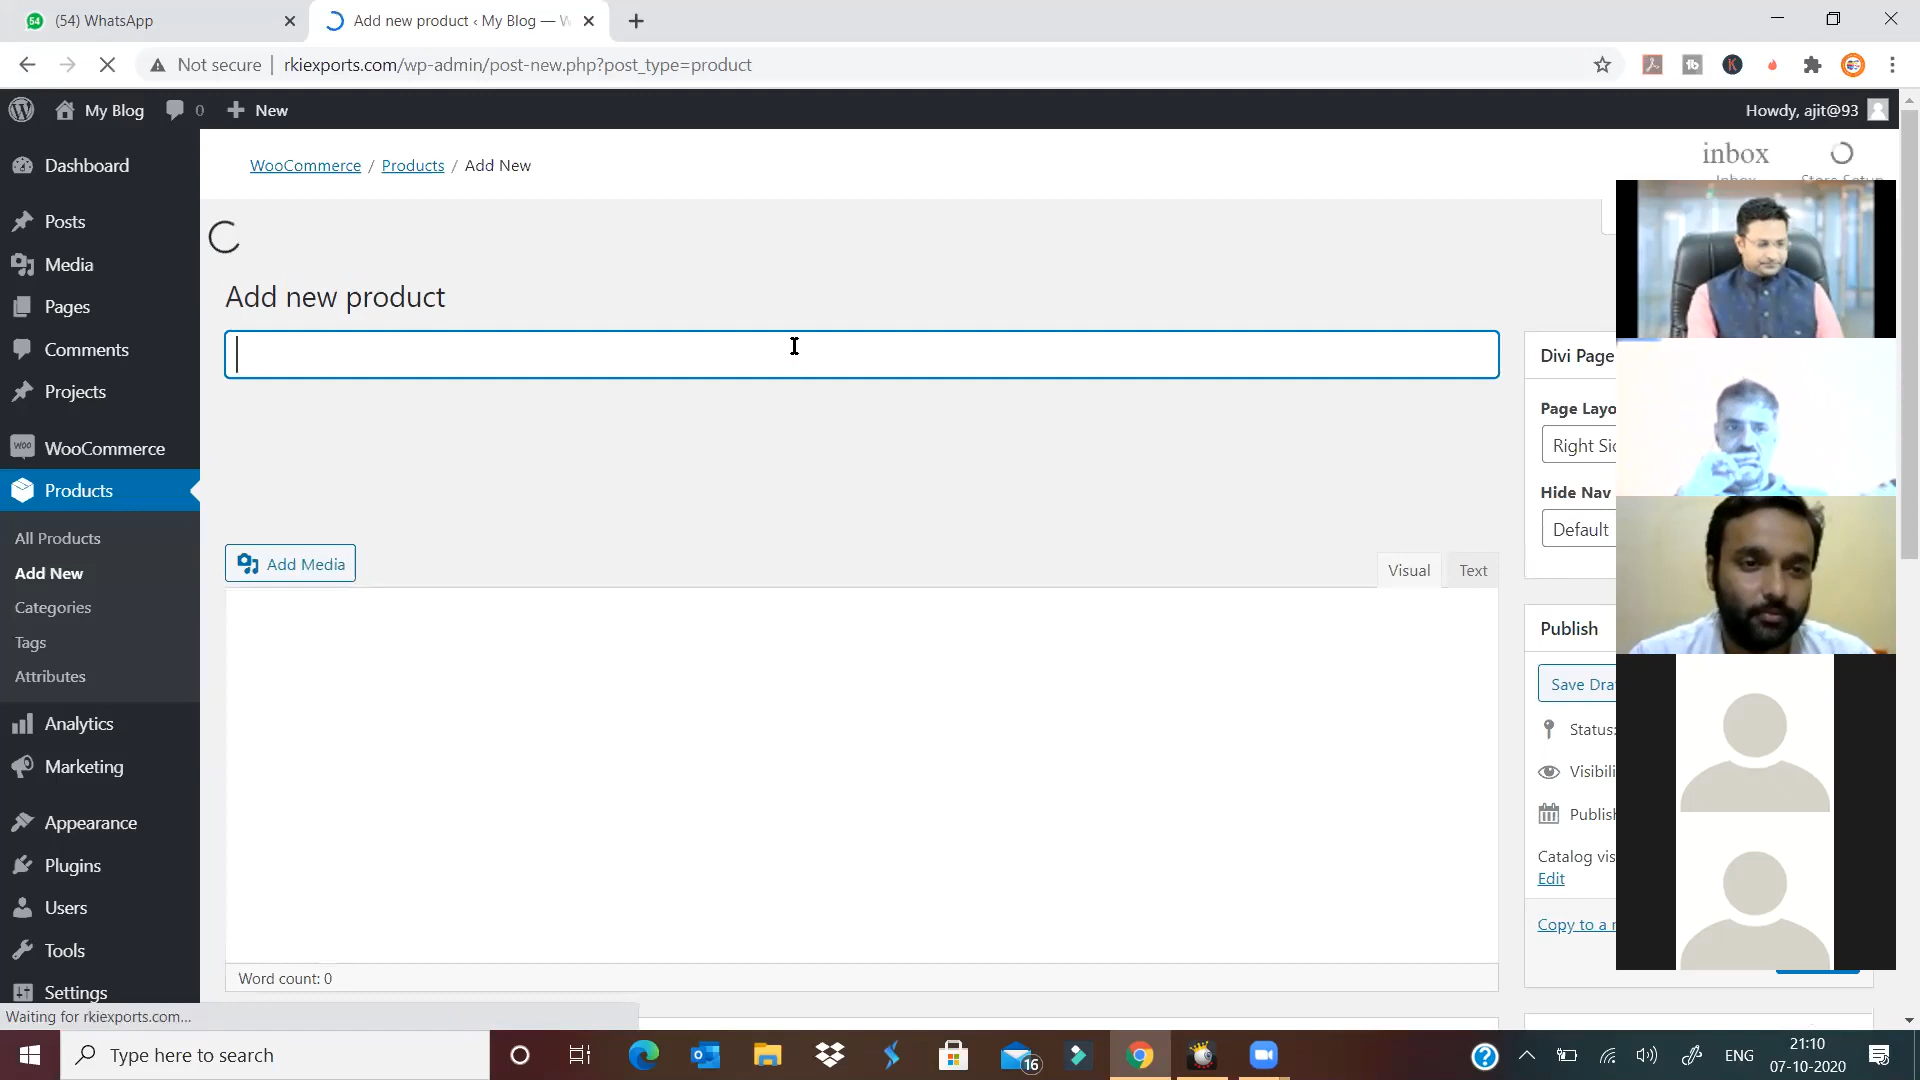 (54) WhatsApp
Add new product ‹ My Blog — W
Not secure
rkiexports.com/wp-admin/post-new.php?post_type=product
My Blog
0
New
Howdy, ajit@93
Dashboard
Posts
Media
Pages
Comments
Projects
WooCommerce
Products
All Products
Add New
Categories
Tags
Attributes
Analytics
Marketing
Appearance
Plugins
Users
Tools
Settings
WooCommerce / Products / Add New
inbox
Inbox
Store Setup
Add new product
Add Media
Visual
Text
Word count: 0
Divi Page
Page Layo
Right Sid
Hide Nav
Default
Publish
Save Dra
Status:
Visibili
Publish
Catalog vis
Edit
Copy to a n
Waiting for rkiexports.com...
Type here to search
16
ENG
21:10
07-10-2020